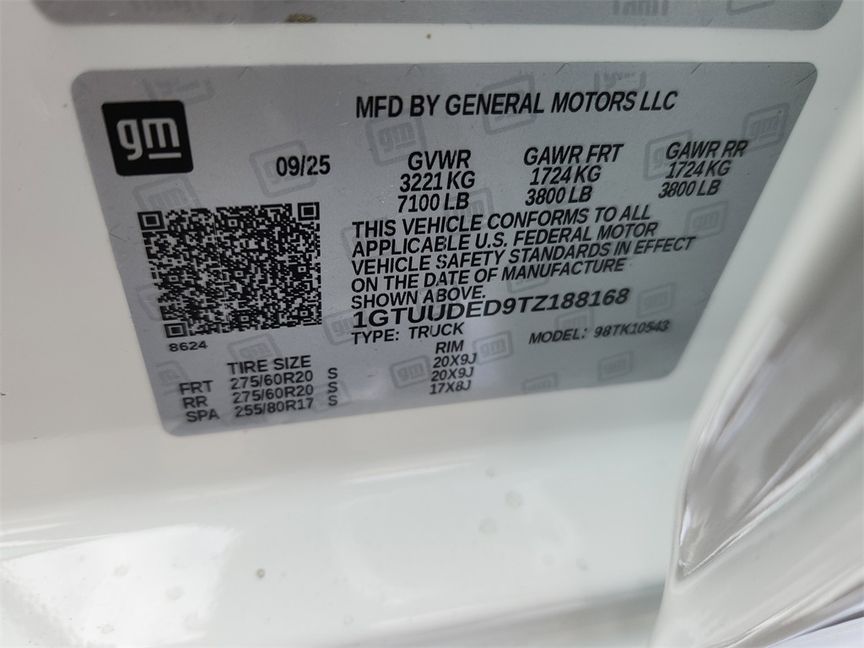 gm
MFD BY GENERAL MOTORS LLC
09/25
GVWR GAWR FRT GAWR RR
3221 KG 1724 KG 1724 KG
7100 LB 3800 LB 3800 LB
THIS VEHICLE CONFORMS TO ALL
APPLICABLE U.S. FEDERAL MOTOR
VEHICLE SAFETY STANDARDS IN EFFECT
ON THE DATE OF MANUFACTURE
SHOWN ABOVE.
1GTUUDED9TZ188168
TYPE: TRUCK MODEL: 98TK10543
8624
TIRE SIZE RIM
FRT 275/60R20 S 20X9J
RR 275/60R20 S 20X9J
SPA 255/80R17 S 17X8J